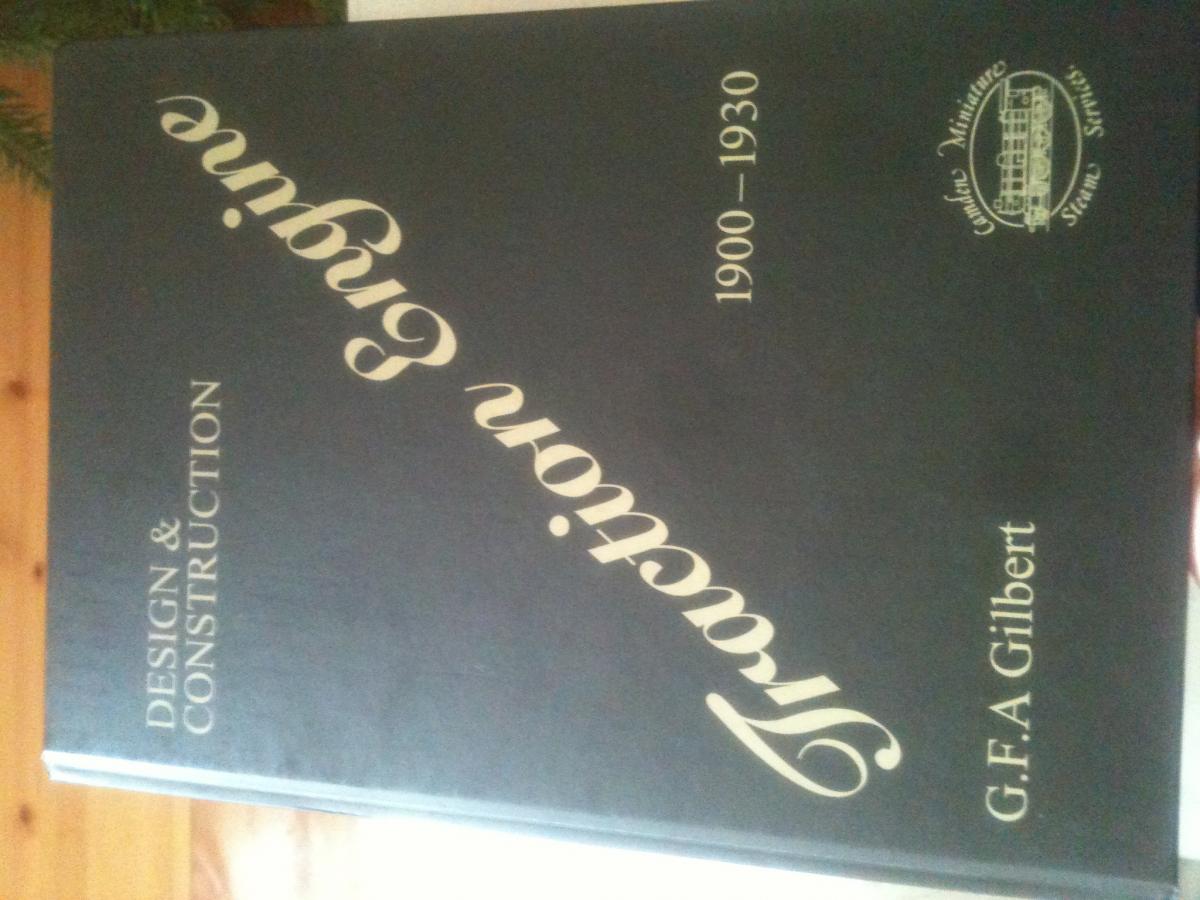 DESIGN &
CONSTRUCTION
Traction Engine
1900–1930
G.F.A Gilbert
Camden Miniature
Steam Services.